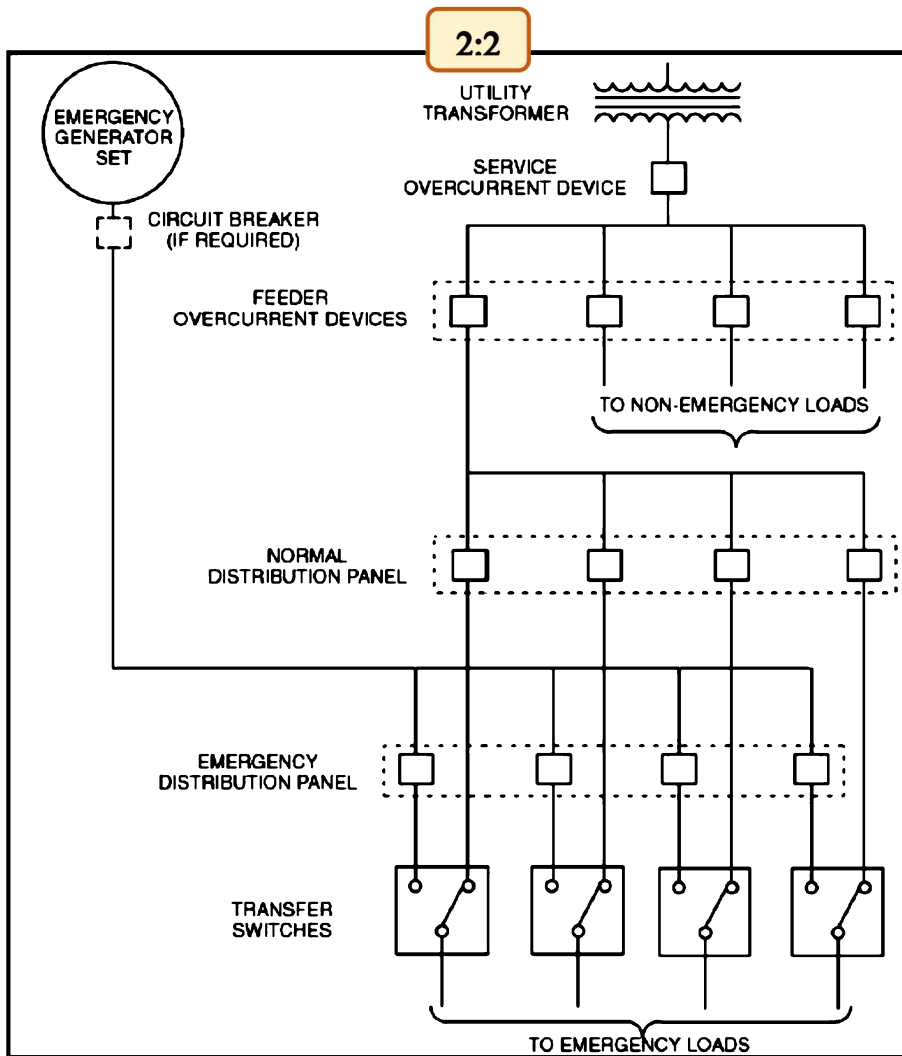 2:2
EMERGENCY
GENERATOR
SET
UTILITY
TRANSFORMER
SERVICE
OVERCURRENT DEVICE
CIRCUIT BREAKER
(IF REQUIRED)
FEEDER
OVERCURRENT DEVICES
TO NON-EMERGENCY LOADS
NORMAL
DISTRIBUTION PANEL
EMERGENCY
DISTRIBUTION PANEL
TRANSFER
SWITCHES
TO EMERGENCY LOADS